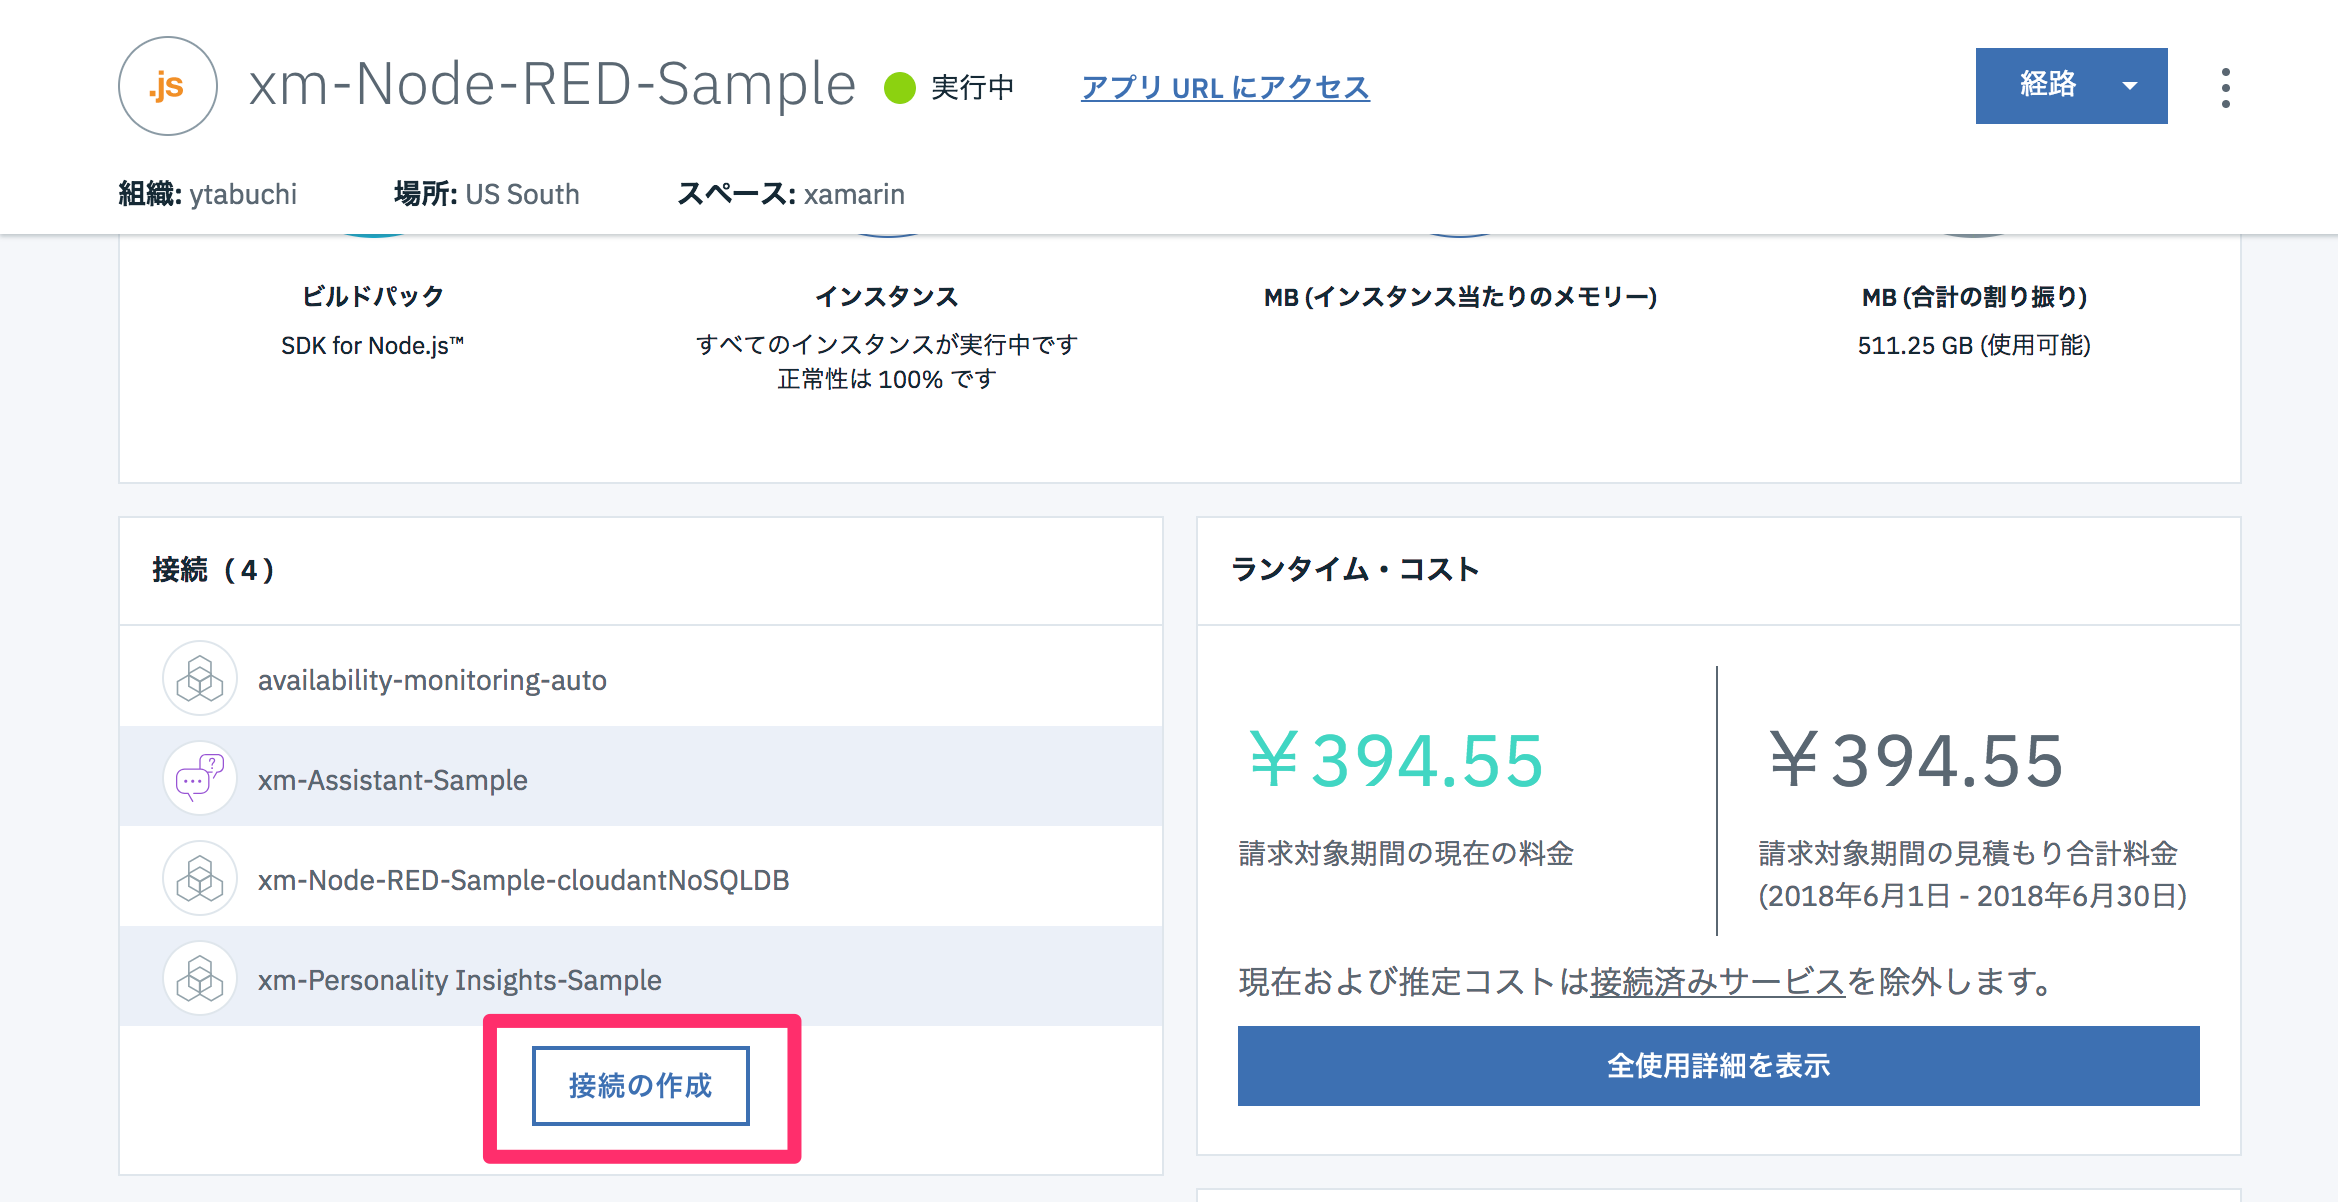 .js
xm-Node-RED-Sample
実行中
アプリ URL にアクセス
経路
組織: ytabuchi
場所: US South
スペース: xamarin
ビルドパック
SDK for Node.js™
インスタンス
すべてのインスタンスが実行中です
正常性は 100% です
MB (インスタンス当たりのメモリー)
MB (合計の割り振り)
511.25 GB (使用可能)
接続（4）
availability-monitoring-auto
xm-Assistant-Sample
xm-Node-RED-Sample-cloudantNoSQLDB
xm-Personality Insights-Sample
接続の作成
ランタイム・コスト
￥394.55
請求対象期間の現在の料金
￥394.55
請求対象期間の見積もり合計料金
(2018年6月1日 - 2018年6月30日)
現在および推定コストは接続済みサービスを除外します。
全使用詳細を表示